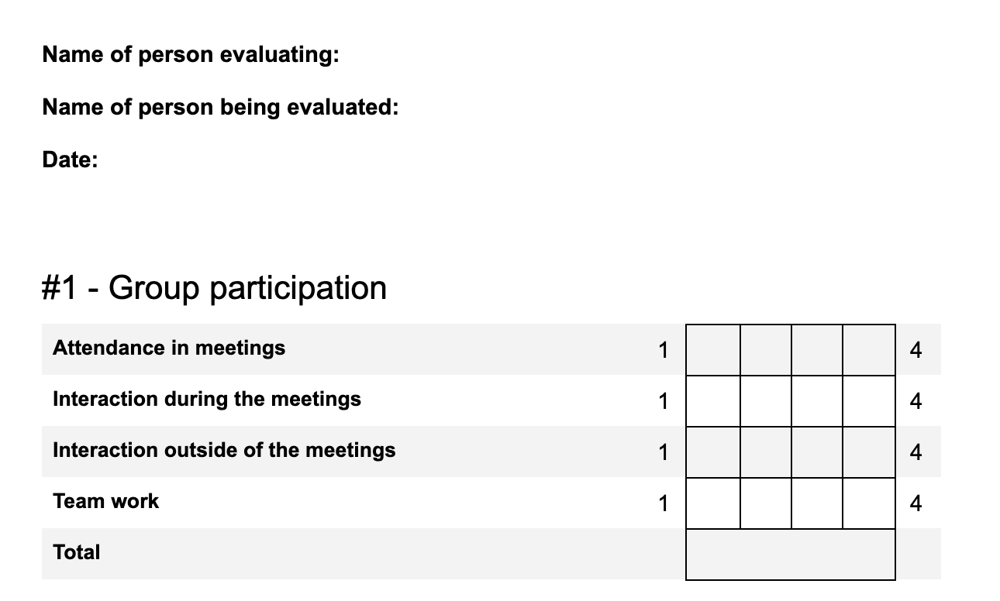 Name of person evaluating:
Name of person being evaluated:
Date:
#1 - Group participation
Attendance in meetings 1 4
Interaction during the meetings 1 4
Interaction outside of the meetings 1 4
Team work 1 4
Total